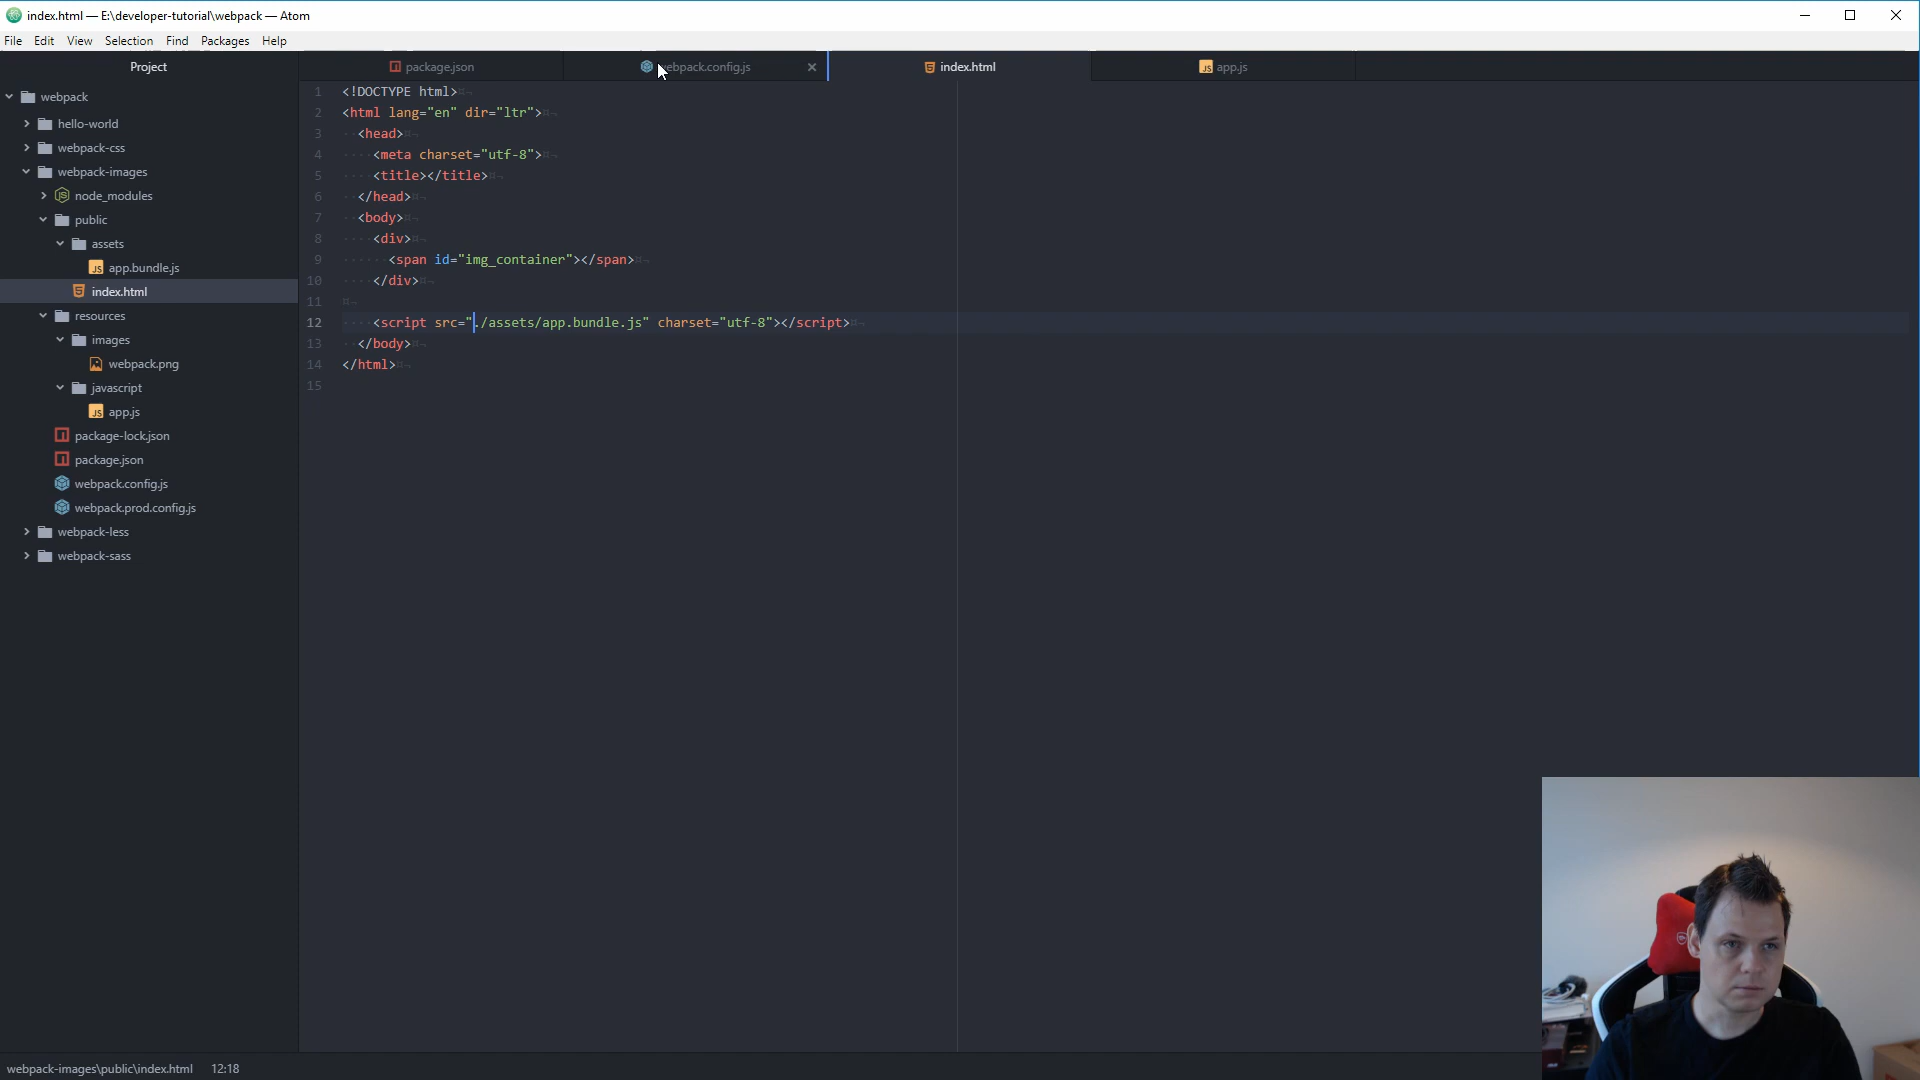 index.html — E:\developer-tutorial\webpack — Atom
File Edit View Selection Find Packages Help
Project
package.json
webpack.config.js
index.html
app.js
webpack
hello-world
webpack-css
webpack-images
node_modules
public
assets
app.bundle.js
index.html
resources
images
webpack.png
javascript
app.js
package-lock.json
package.json
webpack.config.js
webpack.prod.config.js
webpack-less
webpack-sass
1 <!DOCTYPE html>
2 <html lang="en" dir="ltr">
3 <head>
4 <meta charset="utf-8">
5 <title></title>
6 </head>
7 <body>
8 <div>
9 <span id="img_container"></span>
10 </div>
11
12 <script src="./assets/app.bundle.js" charset="utf-8"></script>
13 </body>
14 </html>
15
webpack-images\public\index.html 12:18